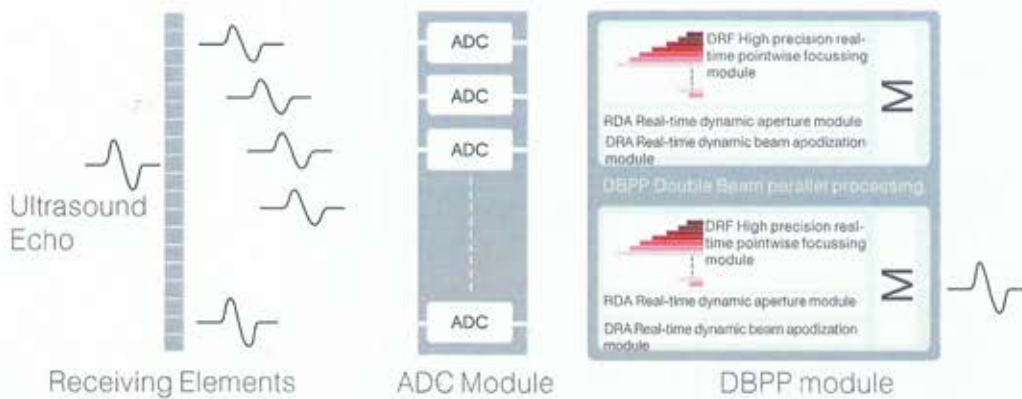 Ultrasound
Echo
Receiving Elements
ADC
ADC
ADC
ADC
ADC Module
DRF High precision real-
time pointwise focussing
module
RDA Real-time dynamic aperture module
DRA Real-time dynamic beam apodization
module
M
DBPP Double Beam parallel processing
DRF High precision real-
time pointwise focussing
module
RDA Real-time dynamic aperture module
DRA Real-time dynamic beam apodization
module
M
DBPP module